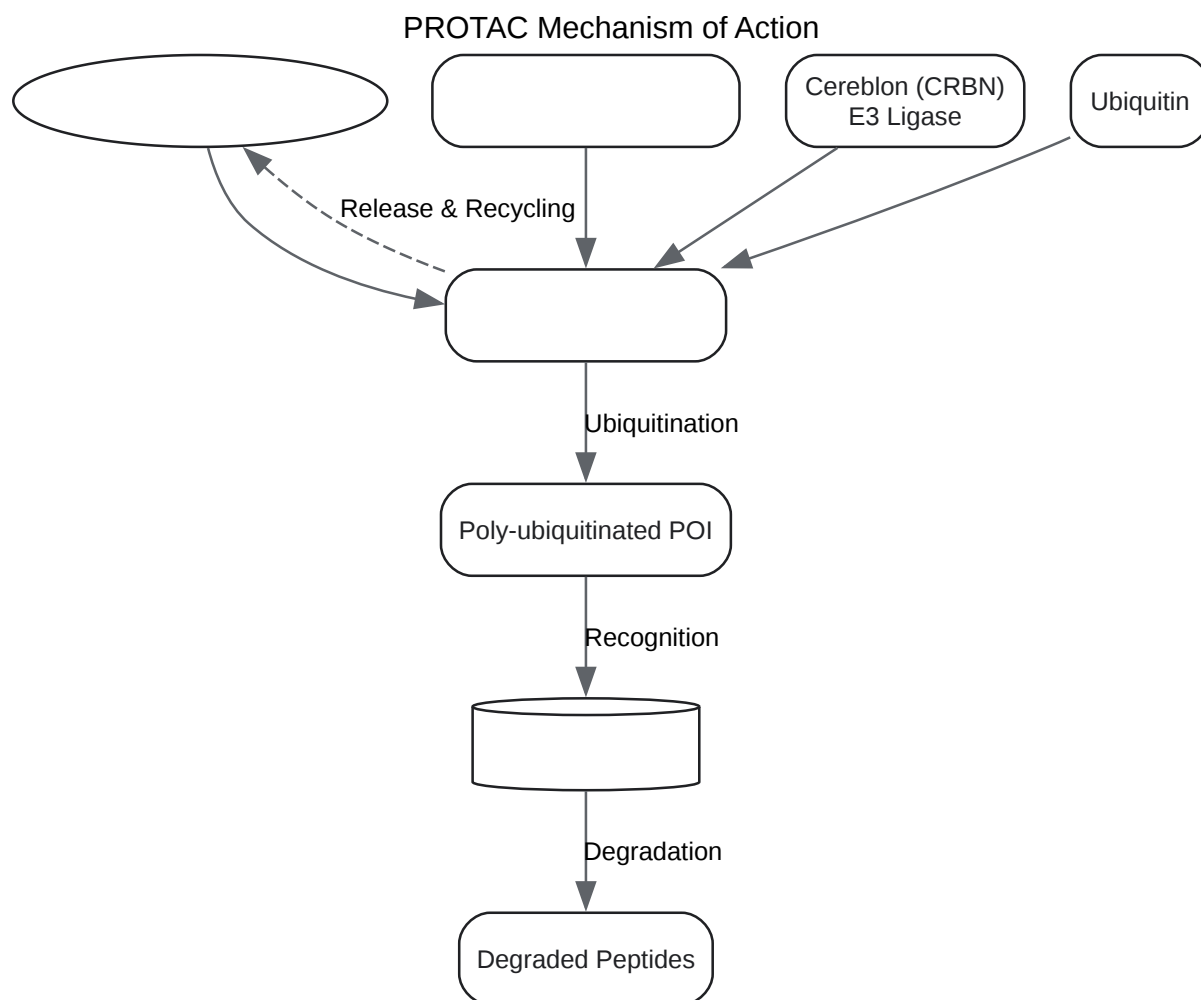 PROTAC Mechanism of Action
Cereblon (CRBN)
E3 Ligase
Ubiquitin
Release & Recycling
Ubiquitination
Poly-ubiquitinated POI
Recognition
Degradation
Degraded Peptides